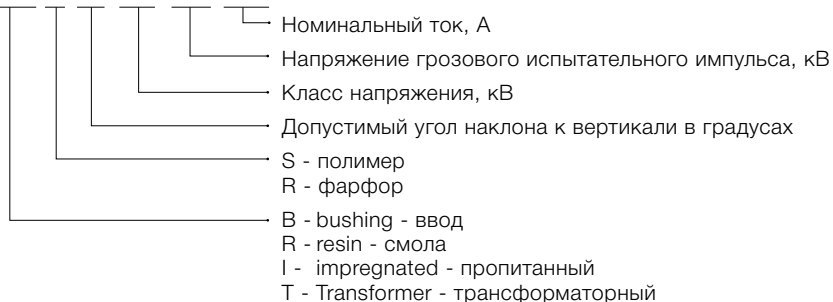 Номинальный ток, А
Напряжение грозового испытательного импульса, кВ
Класс напряжения, кВ
Допустимый угол наклона к вертикали в градусах
S - полимер
R - фарфор
B - bushing - ввод
R - resin - смола
I - impregnated - пропитанный
T - Transformer - трансформаторный